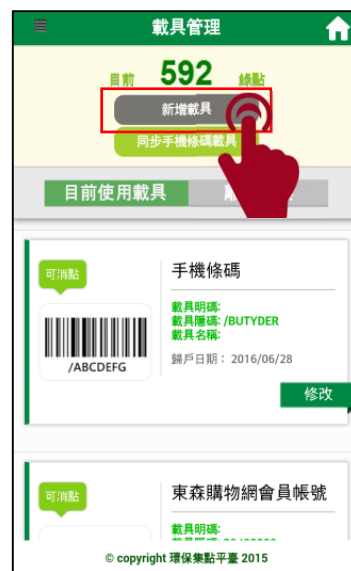 載具管理
目前 592 綠點
新增載具
同步手機條碼載具
目前使用載具
可消點
手機條碼
載具明碼:
載具隱碼: /BUTYDER
載具名稱:
/ABCDEFG
歸戶日期： 2016/06/28
修改
可消點
東森購物網會員帳號
載具明碼:
© copyright 環保集點平臺 2015